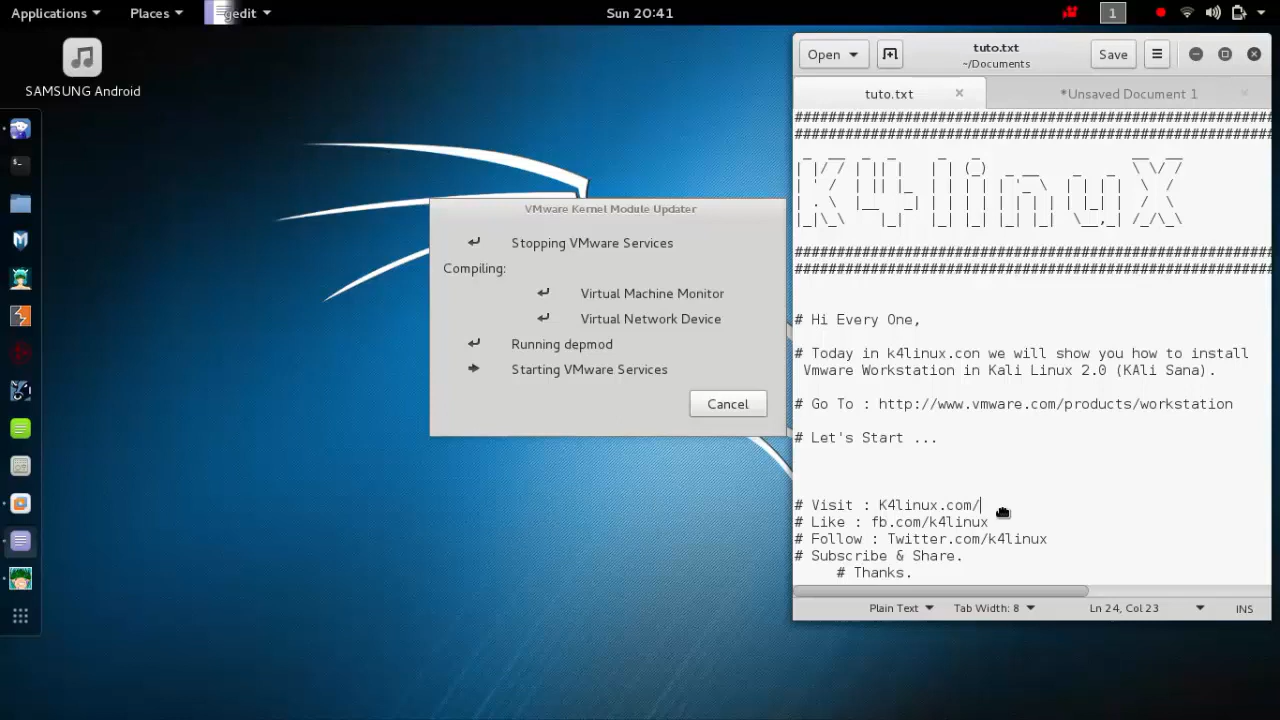 Applications
Places
gedit
Sun 20:41
1
SAMSUNG Android
Open
tuto.txt
~/Documents
Save
tuto.txt
*Unsaved Document 1
###########################################################
###########################################################
K4linuX
###########################################################
###########################################################
# Hi Every One,
# Today in k4linux.con we will show you how to install
Vmware Workstation in Kali Linux 2.0 (KAli Sana).
# Go To : http://www.vmware.com/products/workstation
# Let's Start ...
# Visit : K4linux.com/
# Like : fb.com/k4linux
# Follow : Twitter.com/k4linux
# Subscribe & Share.
# Thanks.
Plain Text
Tab Width: 8
Ln 24, Col 23
INS
VMware Kernel Module Updater
Stopping VMware Services
Compiling:
Virtual Machine Monitor
Virtual Network Device
Running depmod
Starting VMware Services
Cancel